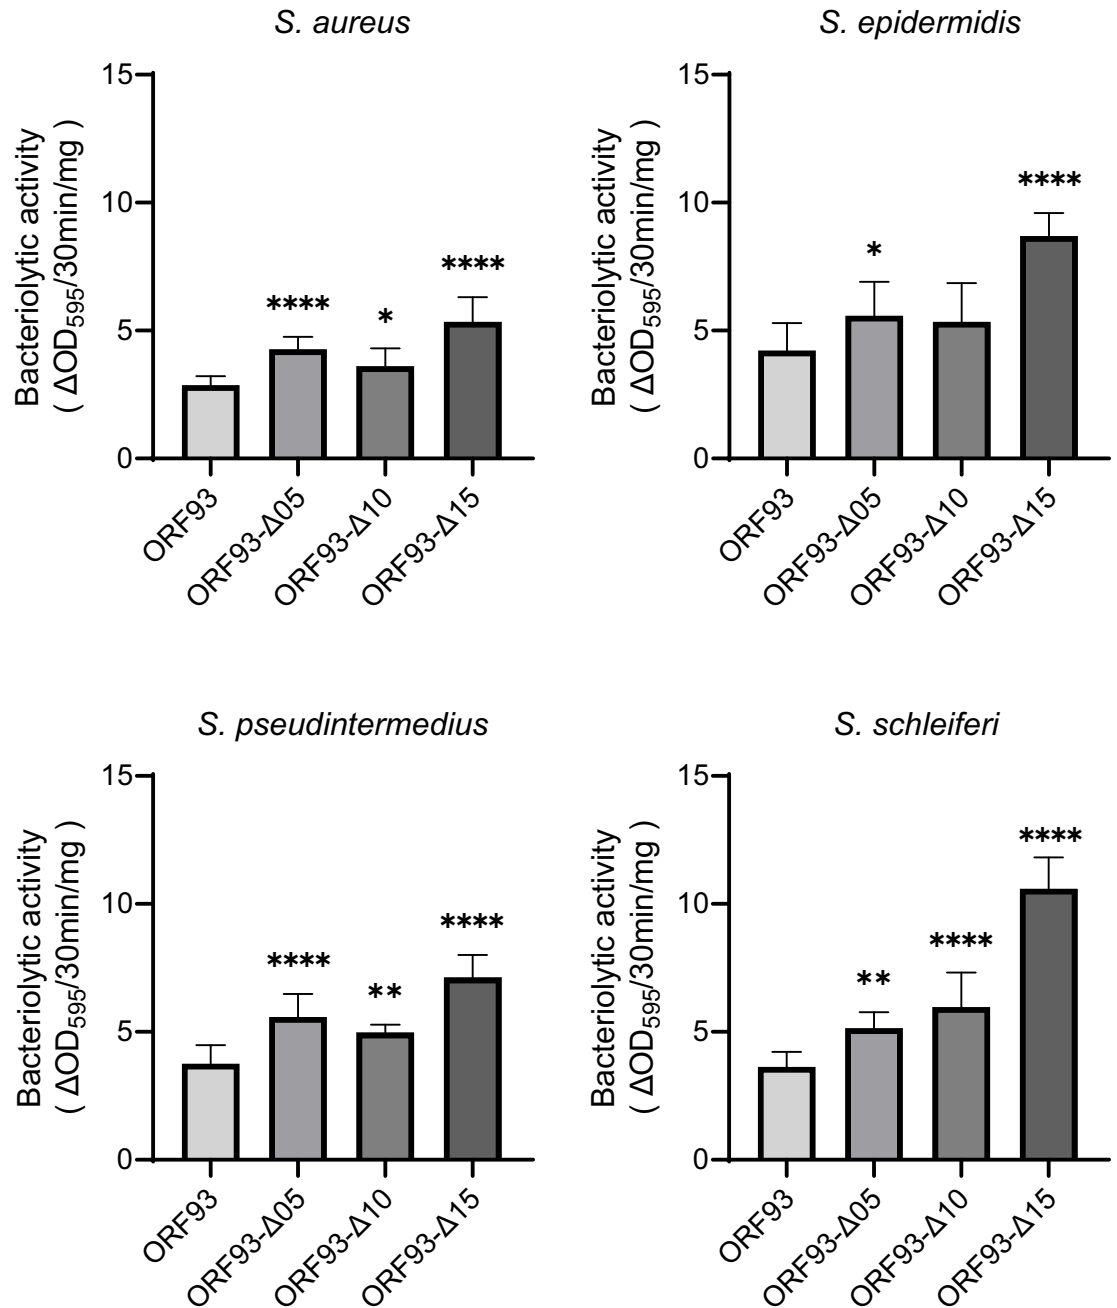 S. aureus
15
10
5
0
Bacteriolytic activity
( ΔOD₅₉₅/30min/mg )
****
*
****
ORF93
ORF93-Δ05
ORF93-Δ10
ORF93-Δ15
S. epidermidis
15
10
5
0
Bacteriolytic activity
( ΔOD₅₉₅/30min/mg )
*
****
ORF93
ORF93-Δ05
ORF93-Δ10
ORF93-Δ15
S. pseudintermedius
15
10
5
0
Bacteriolytic activity
( ΔOD₅₉₅/30min/mg )
****
**
****
ORF93
ORF93-Δ05
ORF93-Δ10
ORF93-Δ15
S. schleiferi
15
10
5
0
Bacteriolytic activity
( ΔOD₅₉₅/30min/mg )
**
****
****
ORF93
ORF93-Δ05
ORF93-Δ10
ORF93-Δ15